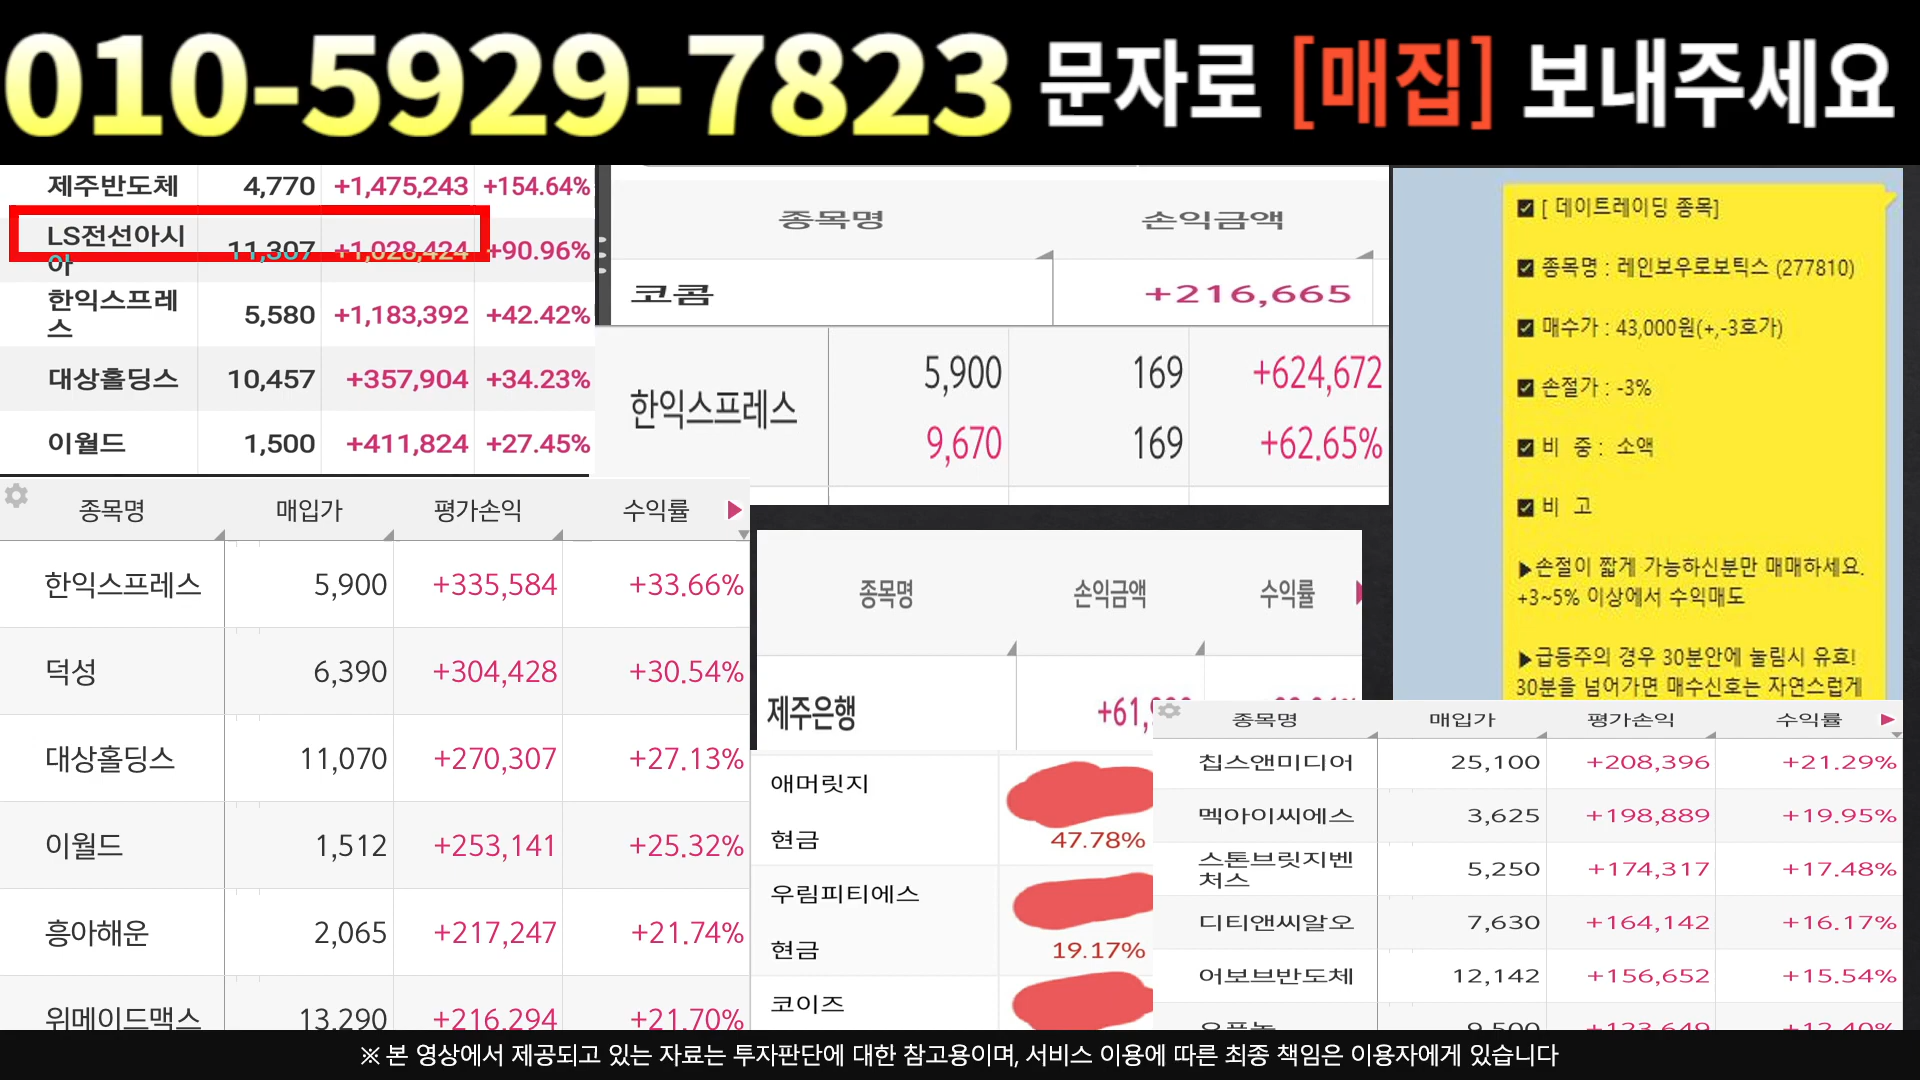 010-5929-7823 문자로 [매집] 보내주세요
제주반도체 4,770 +1,475,243 +154.64%
LS전선아시아 11,307 +1,028,424 +90.96%
한익스프레스 5,580 +1,183,392 +42.42%
대상홀딩스 10,457 +357,904 +34.23%
이월드 1,500 +411,824 +27.45%
종목명 손익금액
코콤 +216,665
한익스프레스 5,900 169 +624,672
9,670 169 +62.65%
[ 데이트레이딩 종목]
종목명 : 레인보우로보틱스 (277810)
매수가 : 43,000원(+,-3호가)
손절가 : -3%
비 중 : 소액
비 고
▶손절이 짧게 가능하신분만 매매하세요.
+3~5% 이상에서 수익매도
▶급등주의 경우 30분안에 눌림시 유효!
30분을 넘어가면 매수신호는 자연스럽게
종목명 매입가 평가손익 수익률
한익스프레스 5,900 +335,584 +33.66%
덕성 6,390 +304,428 +30.54%
대상홀딩스 11,070 +270,307 +27.13%
이월드 1,512 +253,141 +25.32%
흥아해운 2,065 +217,247 +21.74%
위메이드맥스 13,290 +216,294 +21.70%
종목명 손익금액 수익률
제주은행 +61,
애머릿지
현금 47.78%
우림피티에스
현금 19.17%
코이즈
종목명 매입가 평가손익 수익률
칩스앤미디어 25,100 +208,396 +21.29%
멕아이씨에스 3,625 +198,889 +19.95%
스톤브릿지벤처스 5,250 +174,317 +17.48%
디티앤씨알오 7,630 +164,142 +16.17%
어보브반도체 12,142 +156,652 +15.54%
9,500 +123,649 +12.40%
※ 본 영상에서 제공되고 있는 자료는 투자판단에 대한 참고용이며, 서비스 이용에 따른 최종 책임은 이용자에게 있습니다